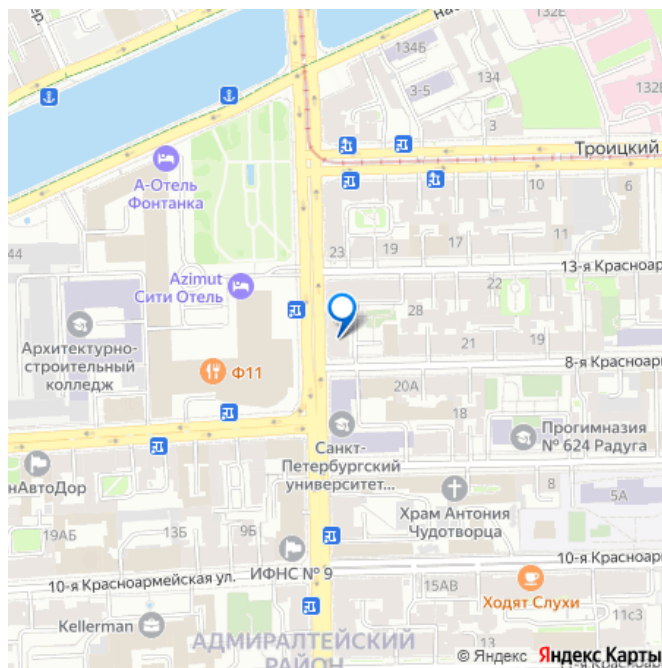 132Е
134Б
134
3-5
3
132Е
Троицкий
А-Отель
Фонтанка
10
6
17
19
23
44
13-я Красноар
Azimut
Сити Отель
22
28
Архитектурно-
строительный
колледж
21
19
Ф11
8-я Красноар
20А
18
Санкт-
Петербургский
университет...
Прогимназия
№ 624 Радуга
нАвтоДор
8
5А
Храм Антония
Чудотворца
19АБ
13Б
9Б
ИФНС № 9
10-я Красноар
10-я Красноармейская ул.
15АВ
Ходят Слухи
11с3
Kellerman
АДМИРАЛТЕЙСКИЙ
РАЙОН
13
© Яндекс Яндекс Карты